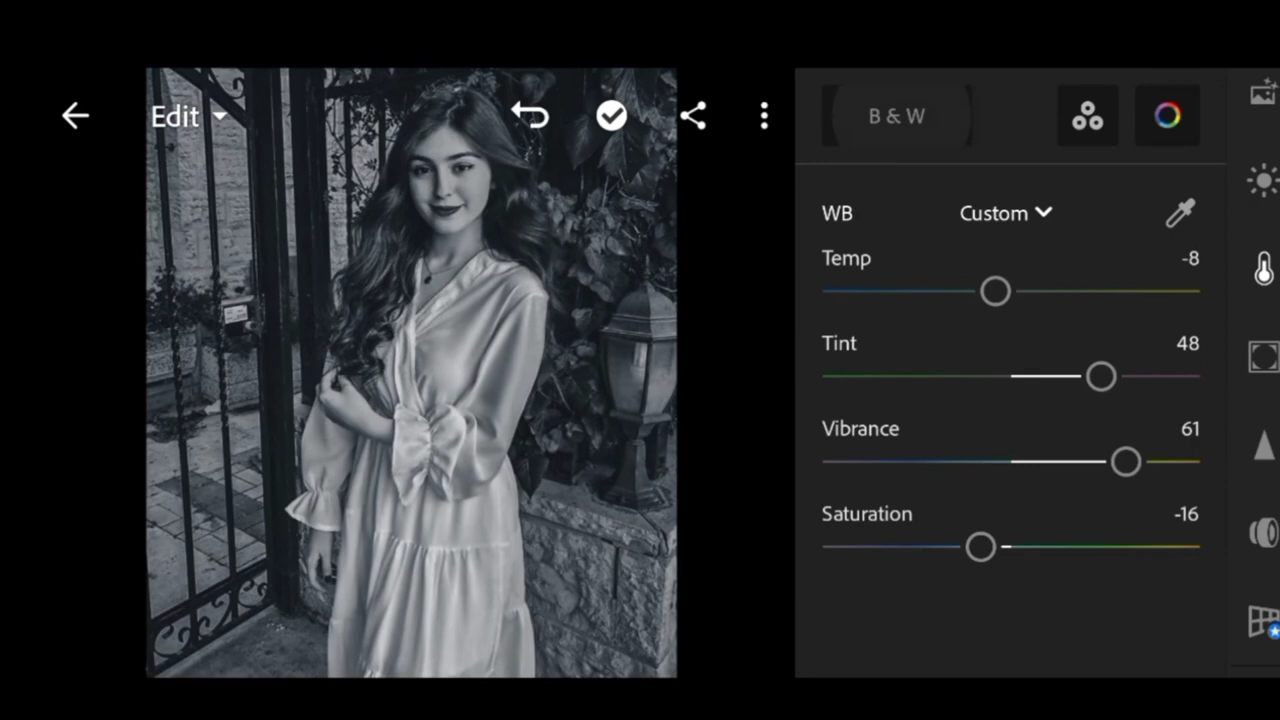 Edit
B & W
WB Custom
Temp -8
Tint 48
Vibrance 61
Saturation -16